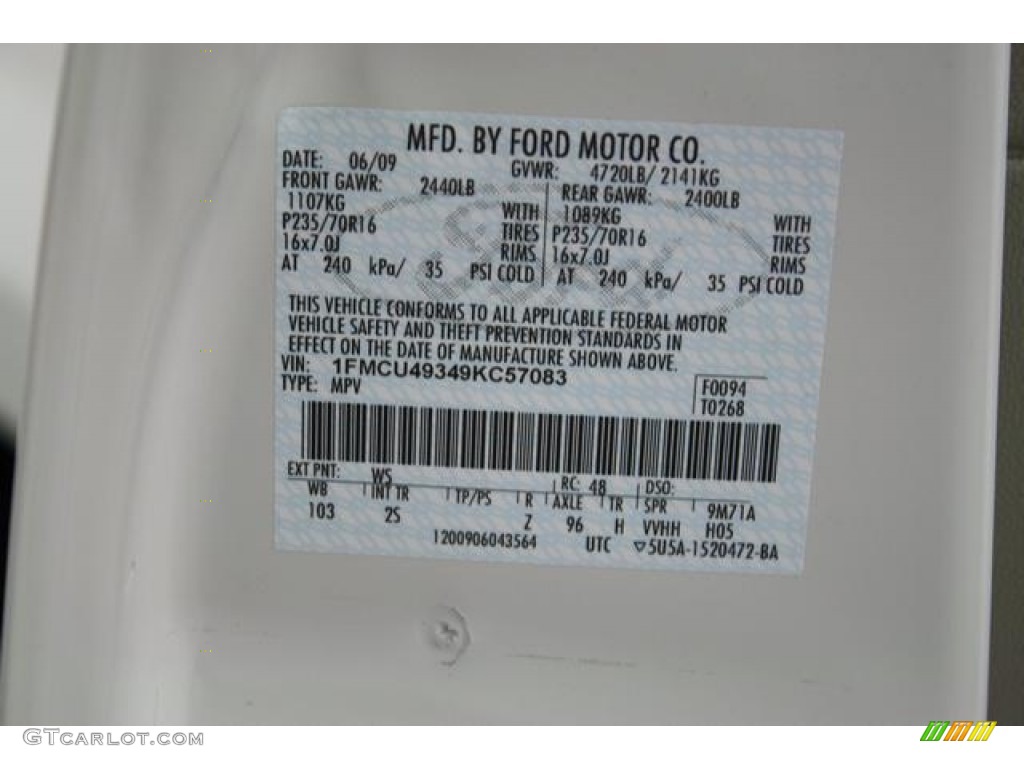 MFD. BY FORD MOTOR CO.
DATE: 06/09 GVWR: 4720LB/ 2141KG
FRONT GAWR: 2440LB REAR GAWR: 2400LB
1107KG WITH 1089KG WITH
P235/70R16 TIRES P235/70R16 TIRES
16x7.0J RIMS 16x7.0J RIMS
AT 240 kPa/ 35 PSI COLD AT 240 kPa/ 35 PSI COLD
THIS VEHICLE CONFORMS TO ALL APPLICABLE FEDERAL MOTOR
VEHICLE SAFETY AND THEFT PREVENTION STANDARDS IN
EFFECT ON THE DATE OF MANUFACTURE SHOWN ABOVE.
VIN: 1FMCU49349KC57083
TYPE: MPV F0094
T0268
EXT PNT: WS RC: 48 DSO:
WB INT TR TP/PS R AXLE TR SPR 9M71A
103 2S Z 96 H VVHH H05
1200906043564 UTC ▽5U5A-1520472-BA
GTCARLOT.COM